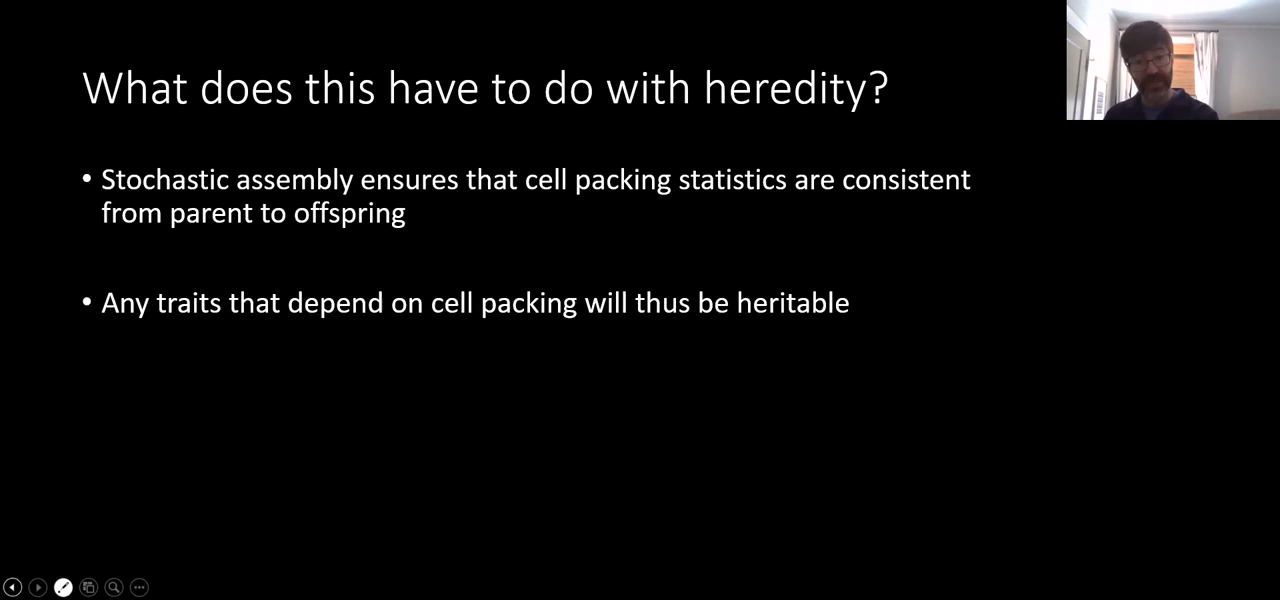 What does this have to do with heredity?
• Stochastic assembly ensures that cell packing statistics are consistent
from parent to offspring
• Any traits that depend on cell packing will thus be heritable